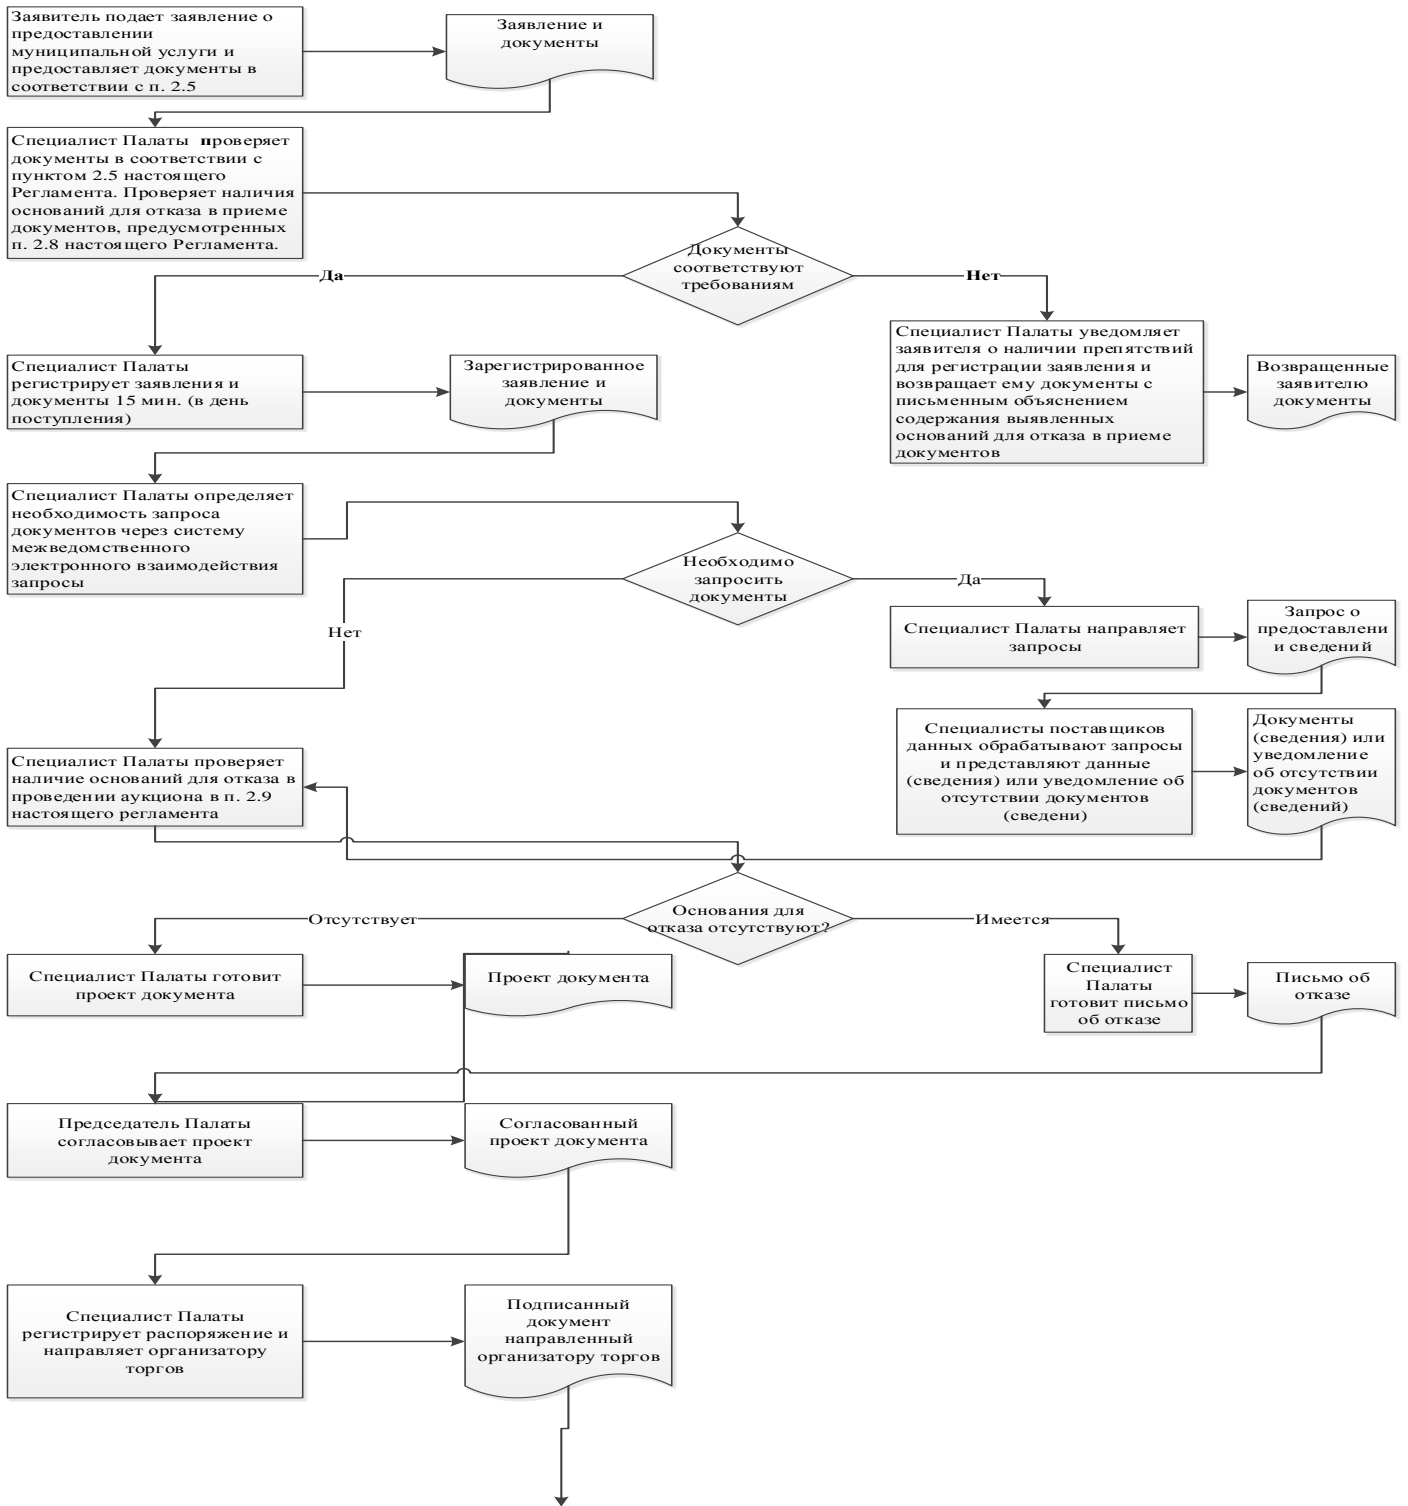 Заявитель подает заявление о
предоставлении
муниципальной услуги и
предоставляет документы в
соответствии с п. 2.5
Заявление и
документы
Специалист Палаты проверяет
документы в соответствии с
пунктом 2.5 настоящего
Регламента. Проверяет наличия
оснований для отказа в приеме
документов, предусмотренных
п. 2.8 настоящего Регламента.
Документы
соответствуют
требованиям
Да
Нет
Специалист Палаты
регистрирует заявления и
документы 15 мин. (в день
поступления)
Зарегистрированное
заявление и
документы
Специалист Палаты уведомляет
заявителя о наличии препятствий
для регистрации заявления и
возвращает ему документы с
письменным объяснением
содержания выявленных
оснований для отказа в приеме
документов
Возвращенные
заявителю
документы
Специалист Палаты определяет
необходимость запроса
документов через систему
межведомственного
электронного взаимодействия
запросы
Необходимо
запросить
документы
Да
Нет
Специалист Палаты направляет
запросы
Запрос о
предоставлени
и сведений
Специалисты поставщиков
данных обрабатывают запросы
и представляют данные
(сведения) или уведомление об
отсутствии документов
(сведени)
Документы
(сведения) или
уведомление
об отсутствии
документов
(сведений)
Специалист Палаты проверяет
наличие оснований для отказа в
проведении аукциона в п. 2.9
настоящего регламента
Основания для
отказа отсутствуют?
Отсутствует
Имеется
Специалист Палаты готовит
проект документа
Проект документа
Специалист
Палаты
готовит письмо
об отказе
Письмо об
отказе
Председатель Палаты
согласовывает проект
документа
Согласованный
проект документа
Специалист Палаты
регистрирует распоряжение и
направляет организатору
торгов
Подписанный
документ
направленный
организатору торгов